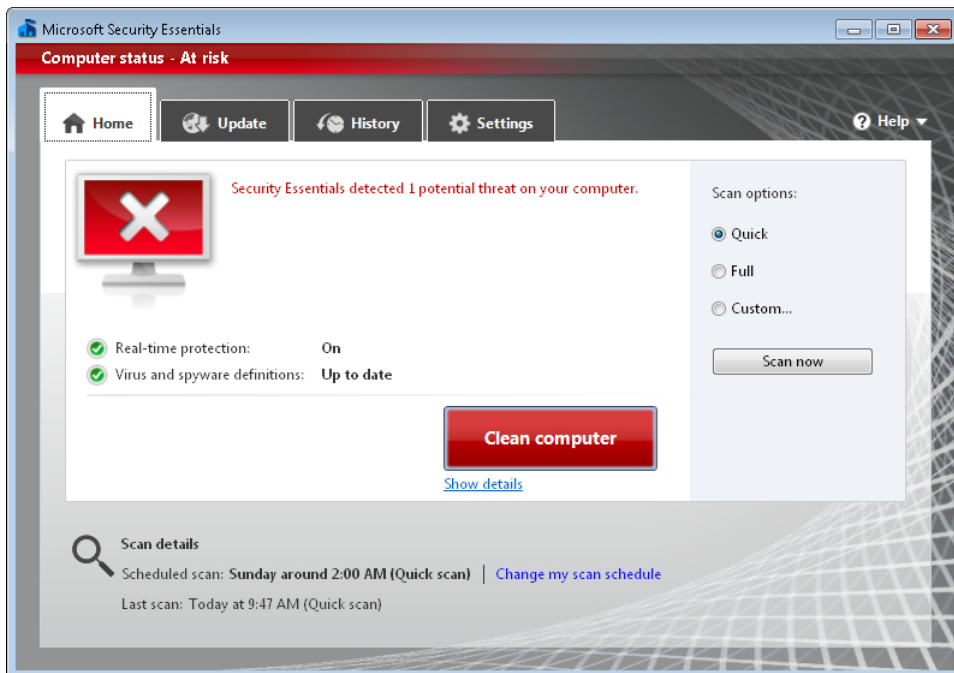 Microsoft Security Essentials
Computer status - At risk
Home
Update
History
Settings
Help
Security Essentials detected 1 potential threat on your computer.
Scan options:
Quick
Full
Custom...
Scan now
Real-time protection: On
Virus and spyware definitions: Up to date
Clean computer
Show details
Scan details
Scheduled scan: Sunday around 2:00 AM (Quick scan) | Change my scan schedule
Last scan: Today at 9:47 AM (Quick scan)